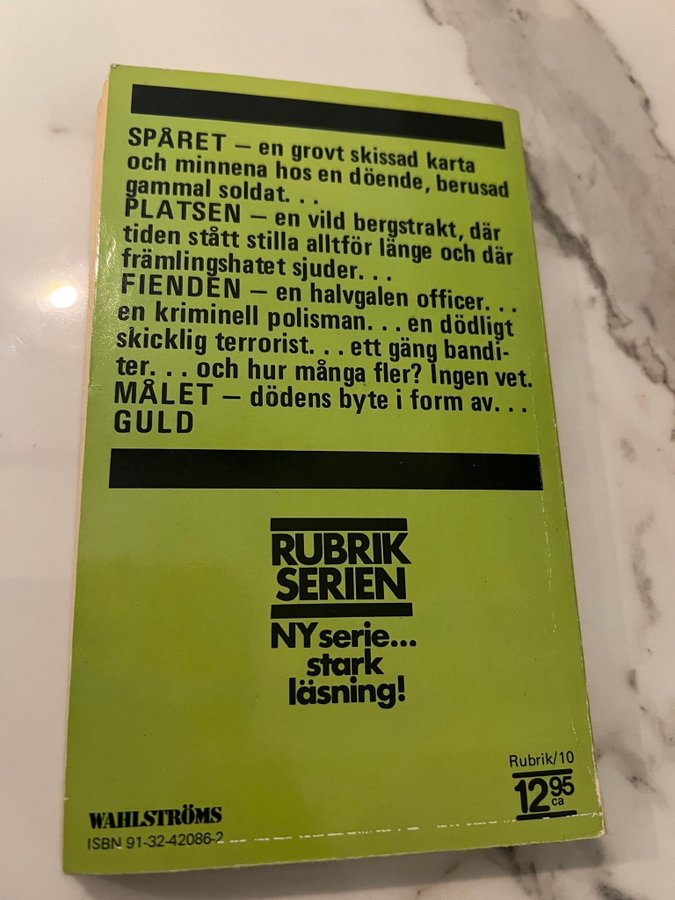 SPÅRET – en grovt skissad karta
och minnena hos en döende, berusad
gammal soldat. . .
PLATSEN – en vild bergstrakt, där
tiden stått stilla alltför länge och där
främlingshatet sjuder. . .
FIENDEN – en halvgalen officer. . .
en kriminell polisman. . . en dödligt
skicklig terrorist. . . ett gäng bandi-
ter. . . och hur många fler? Ingen vet.
MÅLET – dödens byte i form av. . .
GULD
RUBRIK
SERIEN
NY serie...
stark
läsning!
Rubrik/10
12 95
ca
WAHLSTRÖMS
ISBN 91-32-42086-2